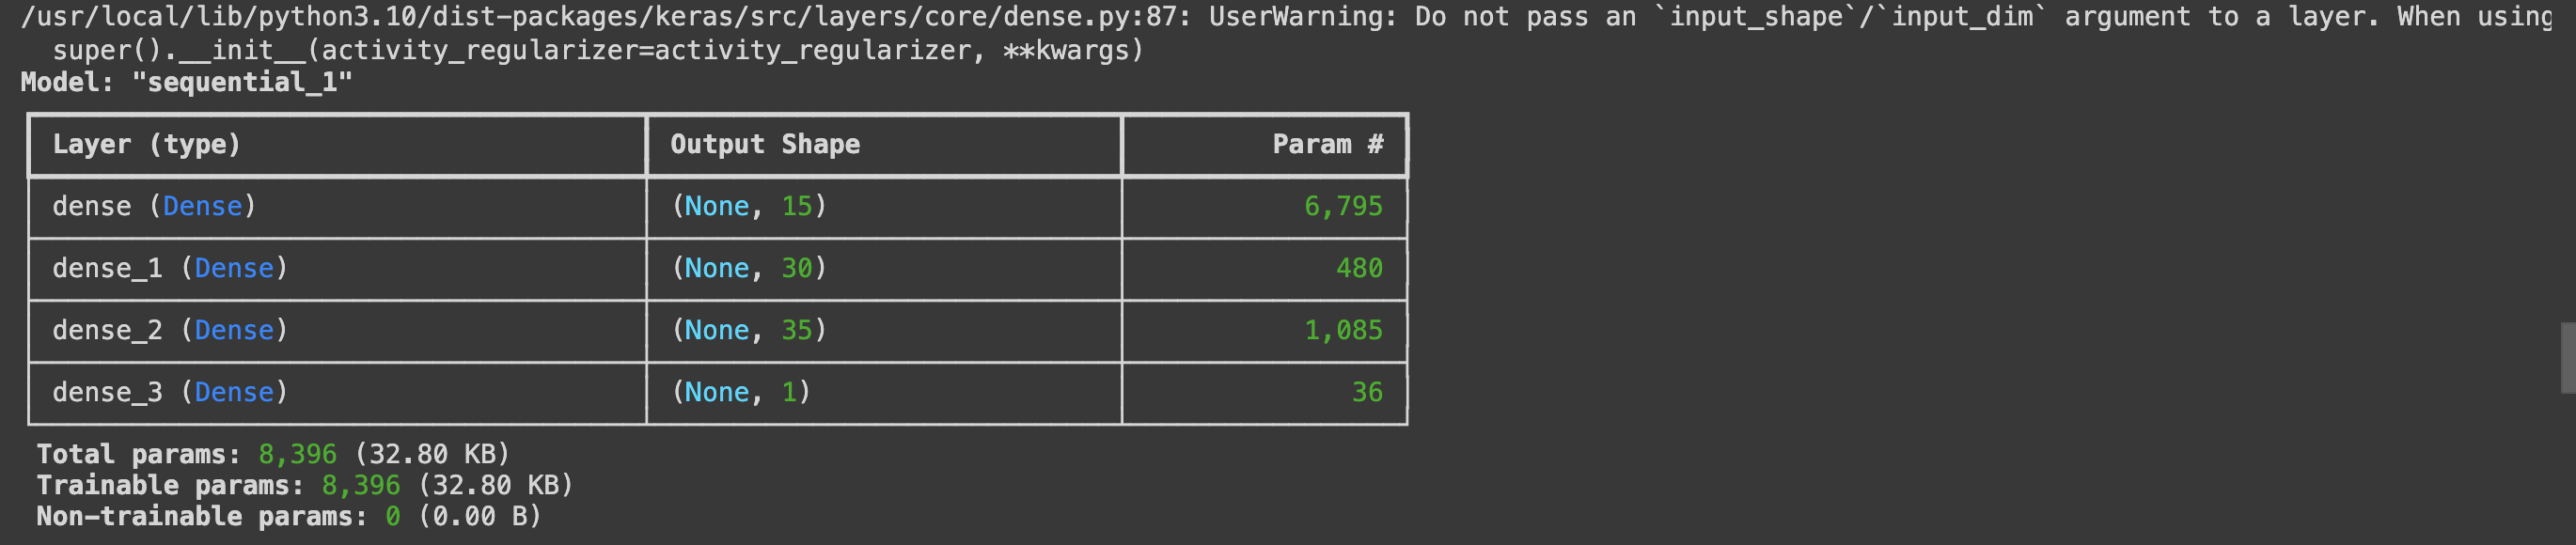 /usr/local/lib/python3.10/dist-packages/keras/src/layers/core/dense.py:87: UserWarning: Do not pass an `input_shape`/`input_dim` argument to a layer. When using
super().__init__(activity_regularizer=activity_regularizer, **kwargs)
Model: "sequential_1"
Layer (type) Output Shape Param #
dense (Dense) (None, 15) 6,795
dense_1 (Dense) (None, 30) 480
dense_2 (Dense) (None, 35) 1,085
dense_3 (Dense) (None, 1) 36
Total params: 8,396 (32.80 KB)
Trainable params: 8,396 (32.80 KB)
Non-trainable params: 0 (0.00 B)